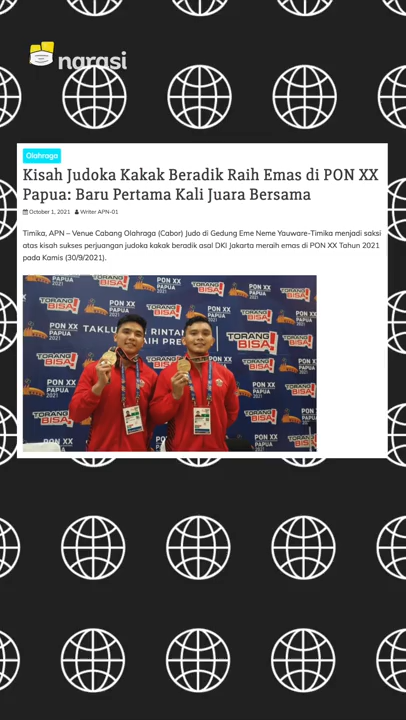 narasi
Olahraga
Kisah Judoka Kakak Beradik Raih Emas di PON XX
Papua: Baru Pertama Kali Juara Bersama
October 1, 2021 Writer APN-01
Timika, APN – Venue Cabang Olahraga (Cabor) Judo di Gedung Eme Neme Yauware-Timika menjadi saksi
atas kisah sukses perjuangan judoka kakak beradik asal DKI Jakarta meraih emas di PON XX Tahun 2021
pada Kamis (30/9/2021).
TORANG
BISA!
PON XX
PAPUA
2021